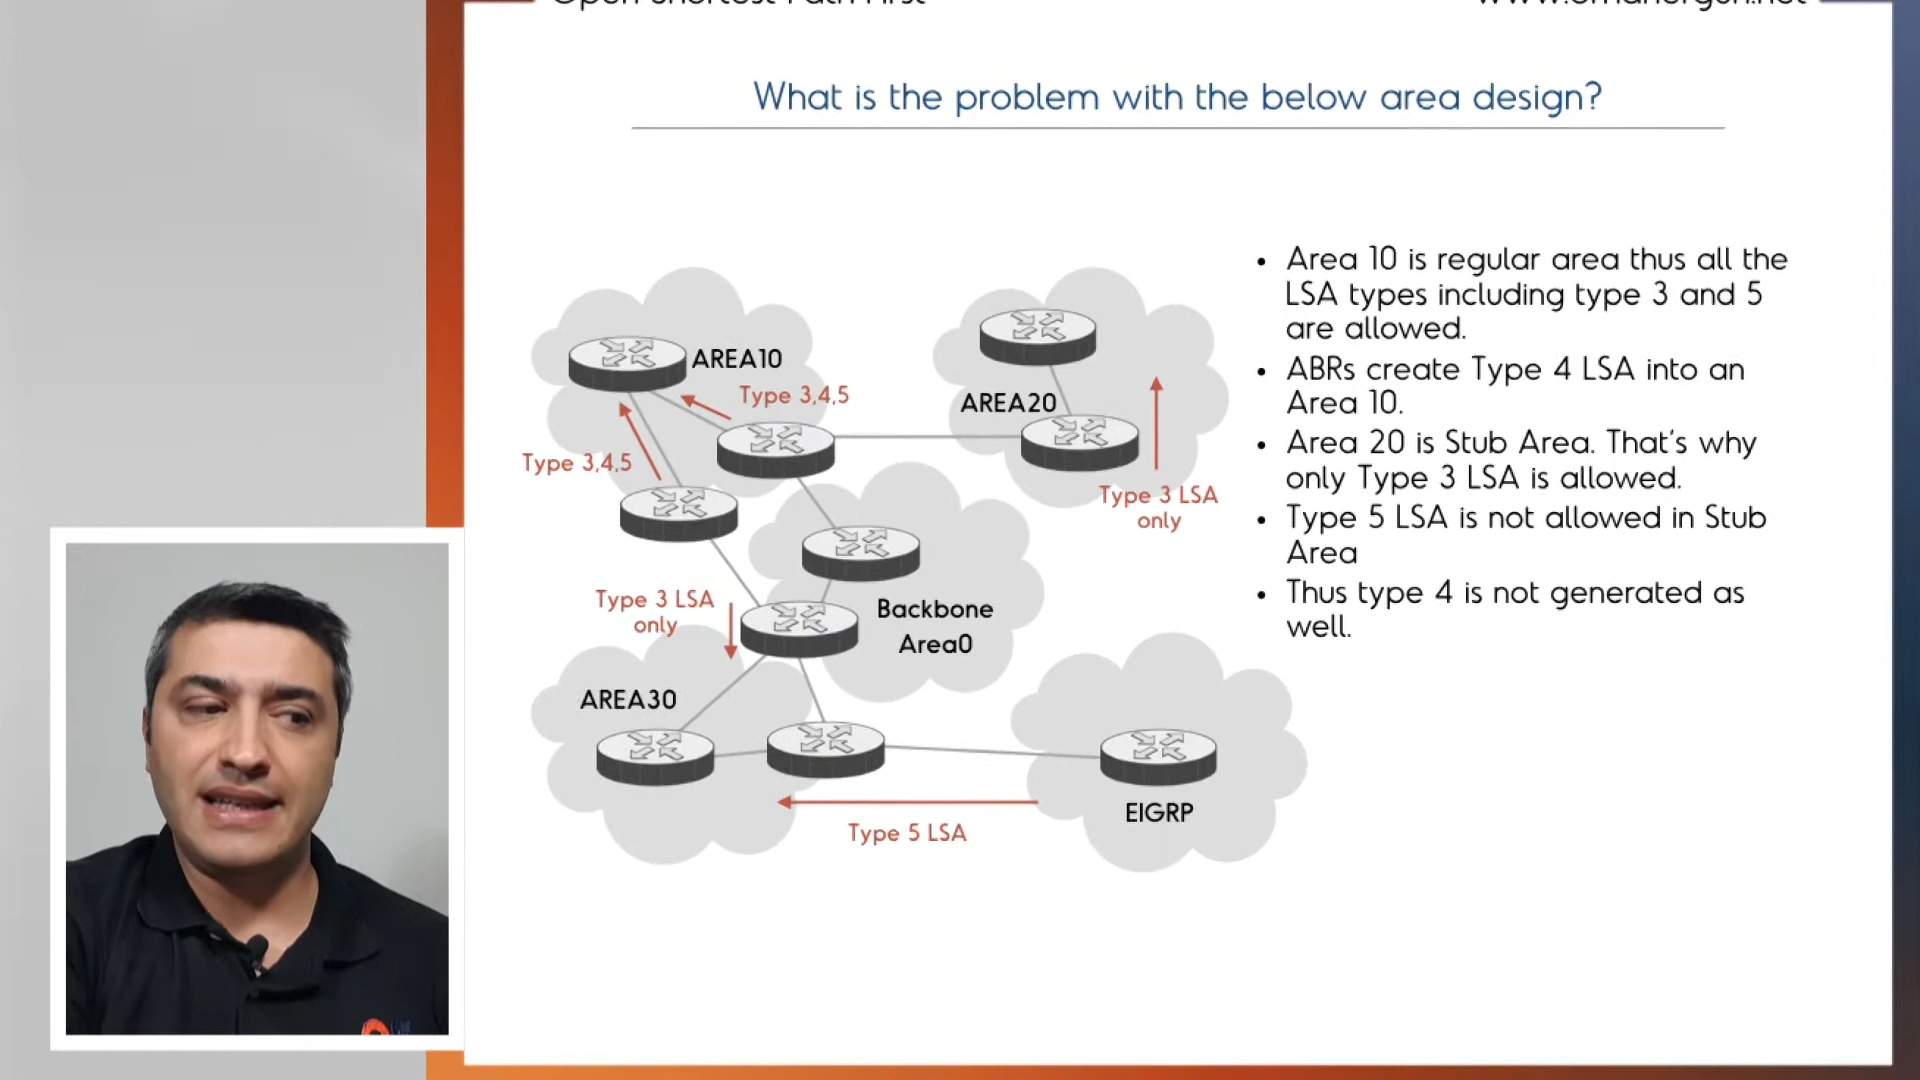 Open Shortest Path First
What is the problem with the below area design?
• Area 10 is regular area thus all the
LSA types including type 3 and 5
are allowed.
• ABRs create Type 4 LSA into an
Area 10.
• Area 20 is Stub Area. That's why
only Type 3 LSA is allowed.
• Type 5 LSA is not allowed in Stub
Area
• Thus type 4 is not generated as
well.
AREA10
Type 3,4,5
Type 3,4,5
AREA20
Type 3 LSA
only
Type 3 LSA
only
Backbone
Area0
AREA30
EIGRP
Type 5 LSA